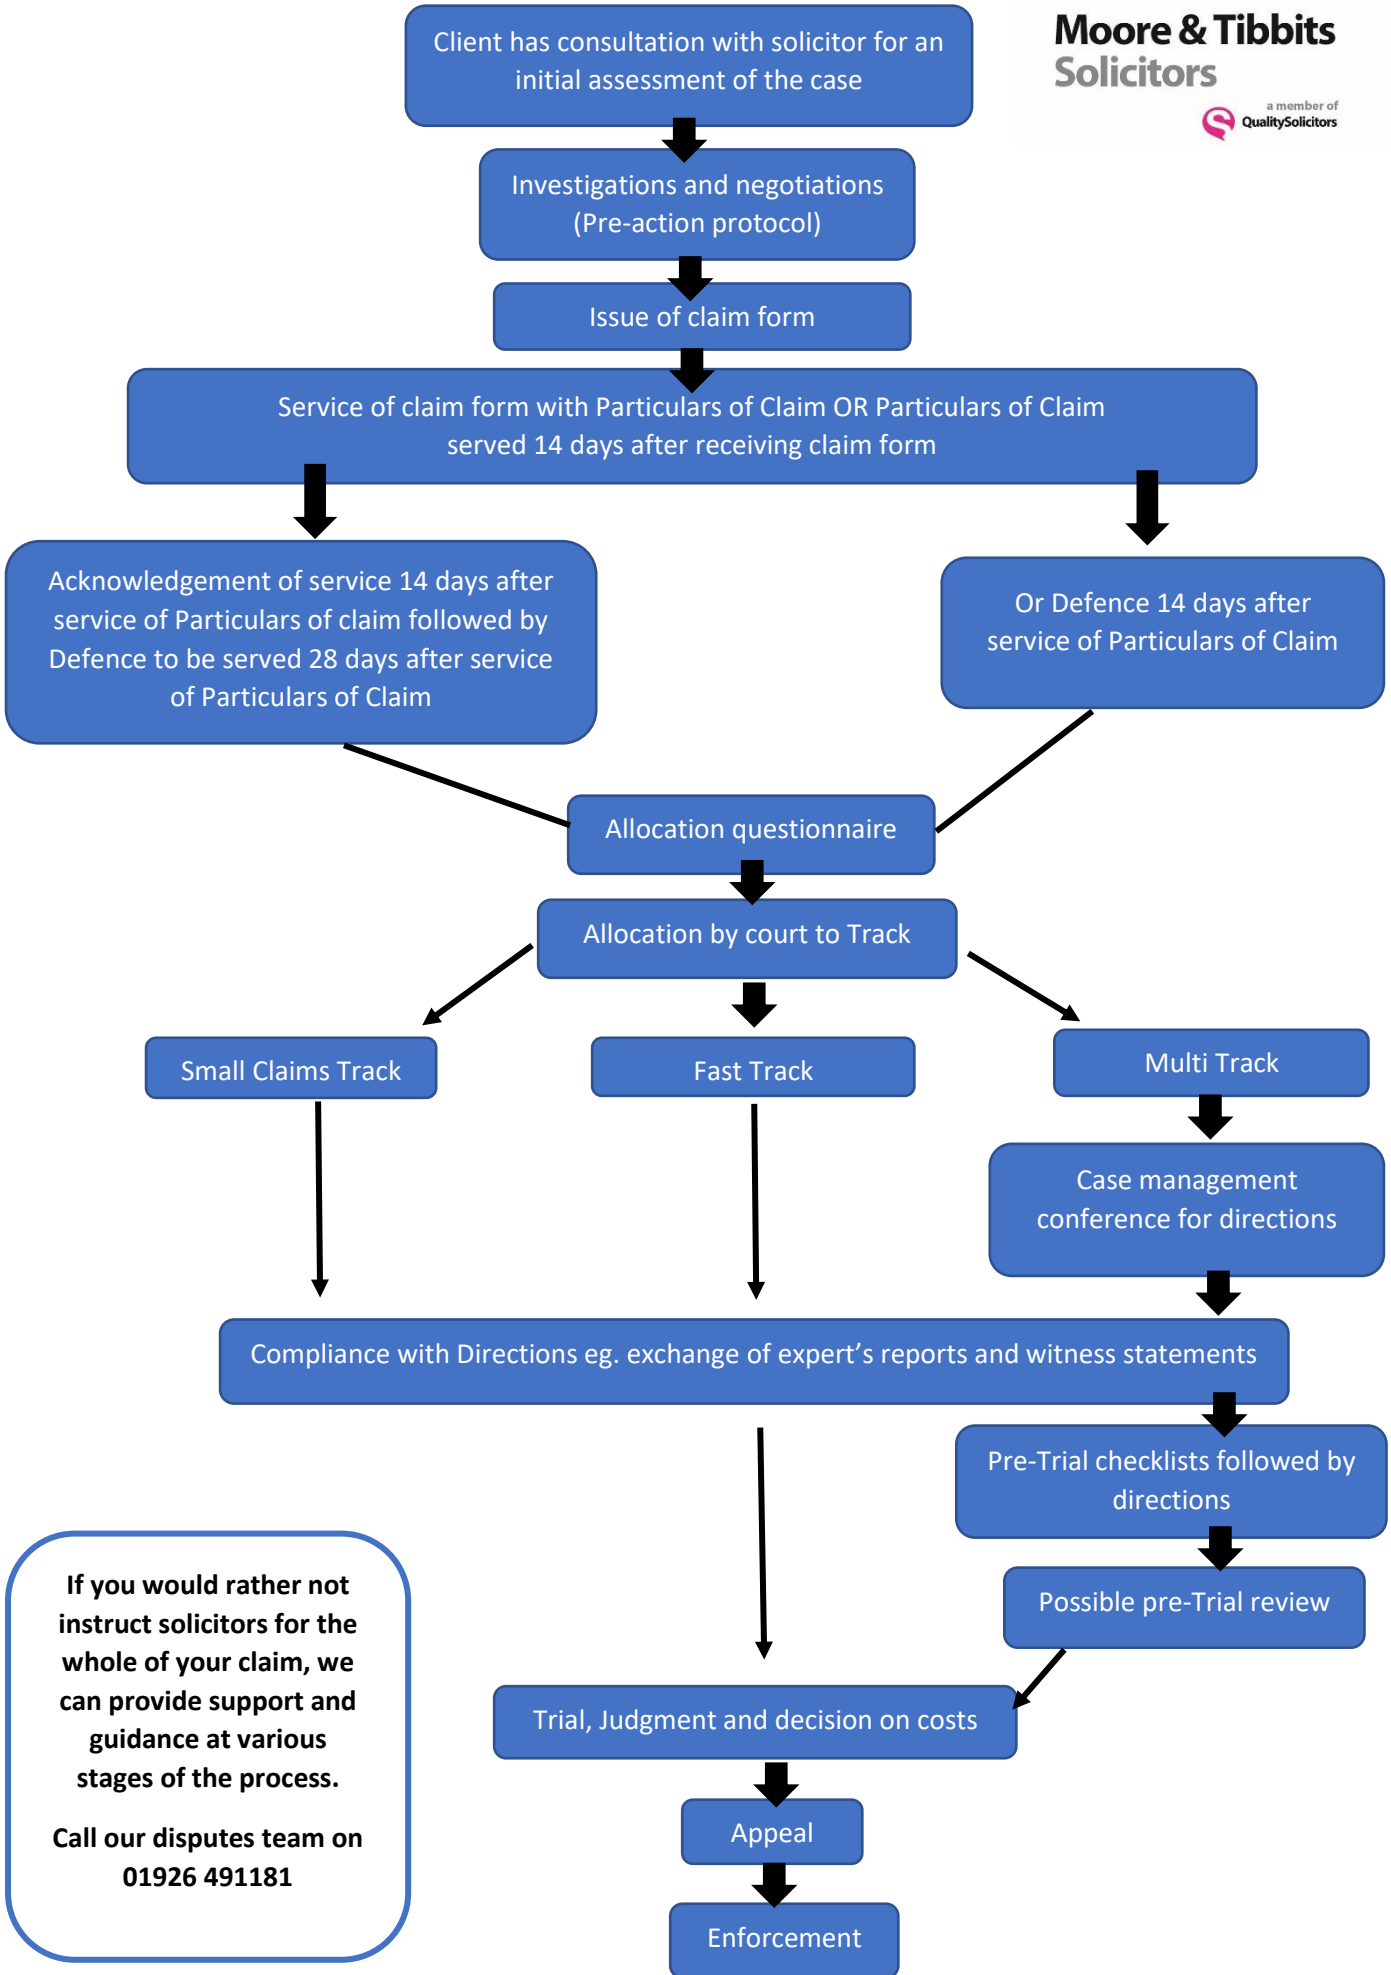 Moore & Tibbits
Solicitors
a member of
QualitySolicitors
Client has consultation with solicitor for an
initial assessment of the case
Investigations and negotiations
(Pre-action protocol)
Issue of claim form
Service of claim form with Particulars of Claim OR Particulars of Claim
served 14 days after receiving claim form
Acknowledgement of service 14 days after
service of Particulars of claim followed by
Defence to be served 28 days after service
of Particulars of Claim
Or Defence 14 days after
service of Particulars of Claim
Allocation questionnaire
Allocation by court to Track
Small Claims Track
Fast Track
Multi Track
Case management
conference for directions
Compliance with Directions eg. exchange of expert’s reports and witness statements
Pre-Trial checklists followed by
directions
Possible pre-Trial review
Trial, Judgment and decision on costs
Appeal
Enforcement
If you would rather not
instruct solicitors for the
whole of your claim, we
can provide support and
guidance at various
stages of the process.
Call our disputes team on
01926 491181